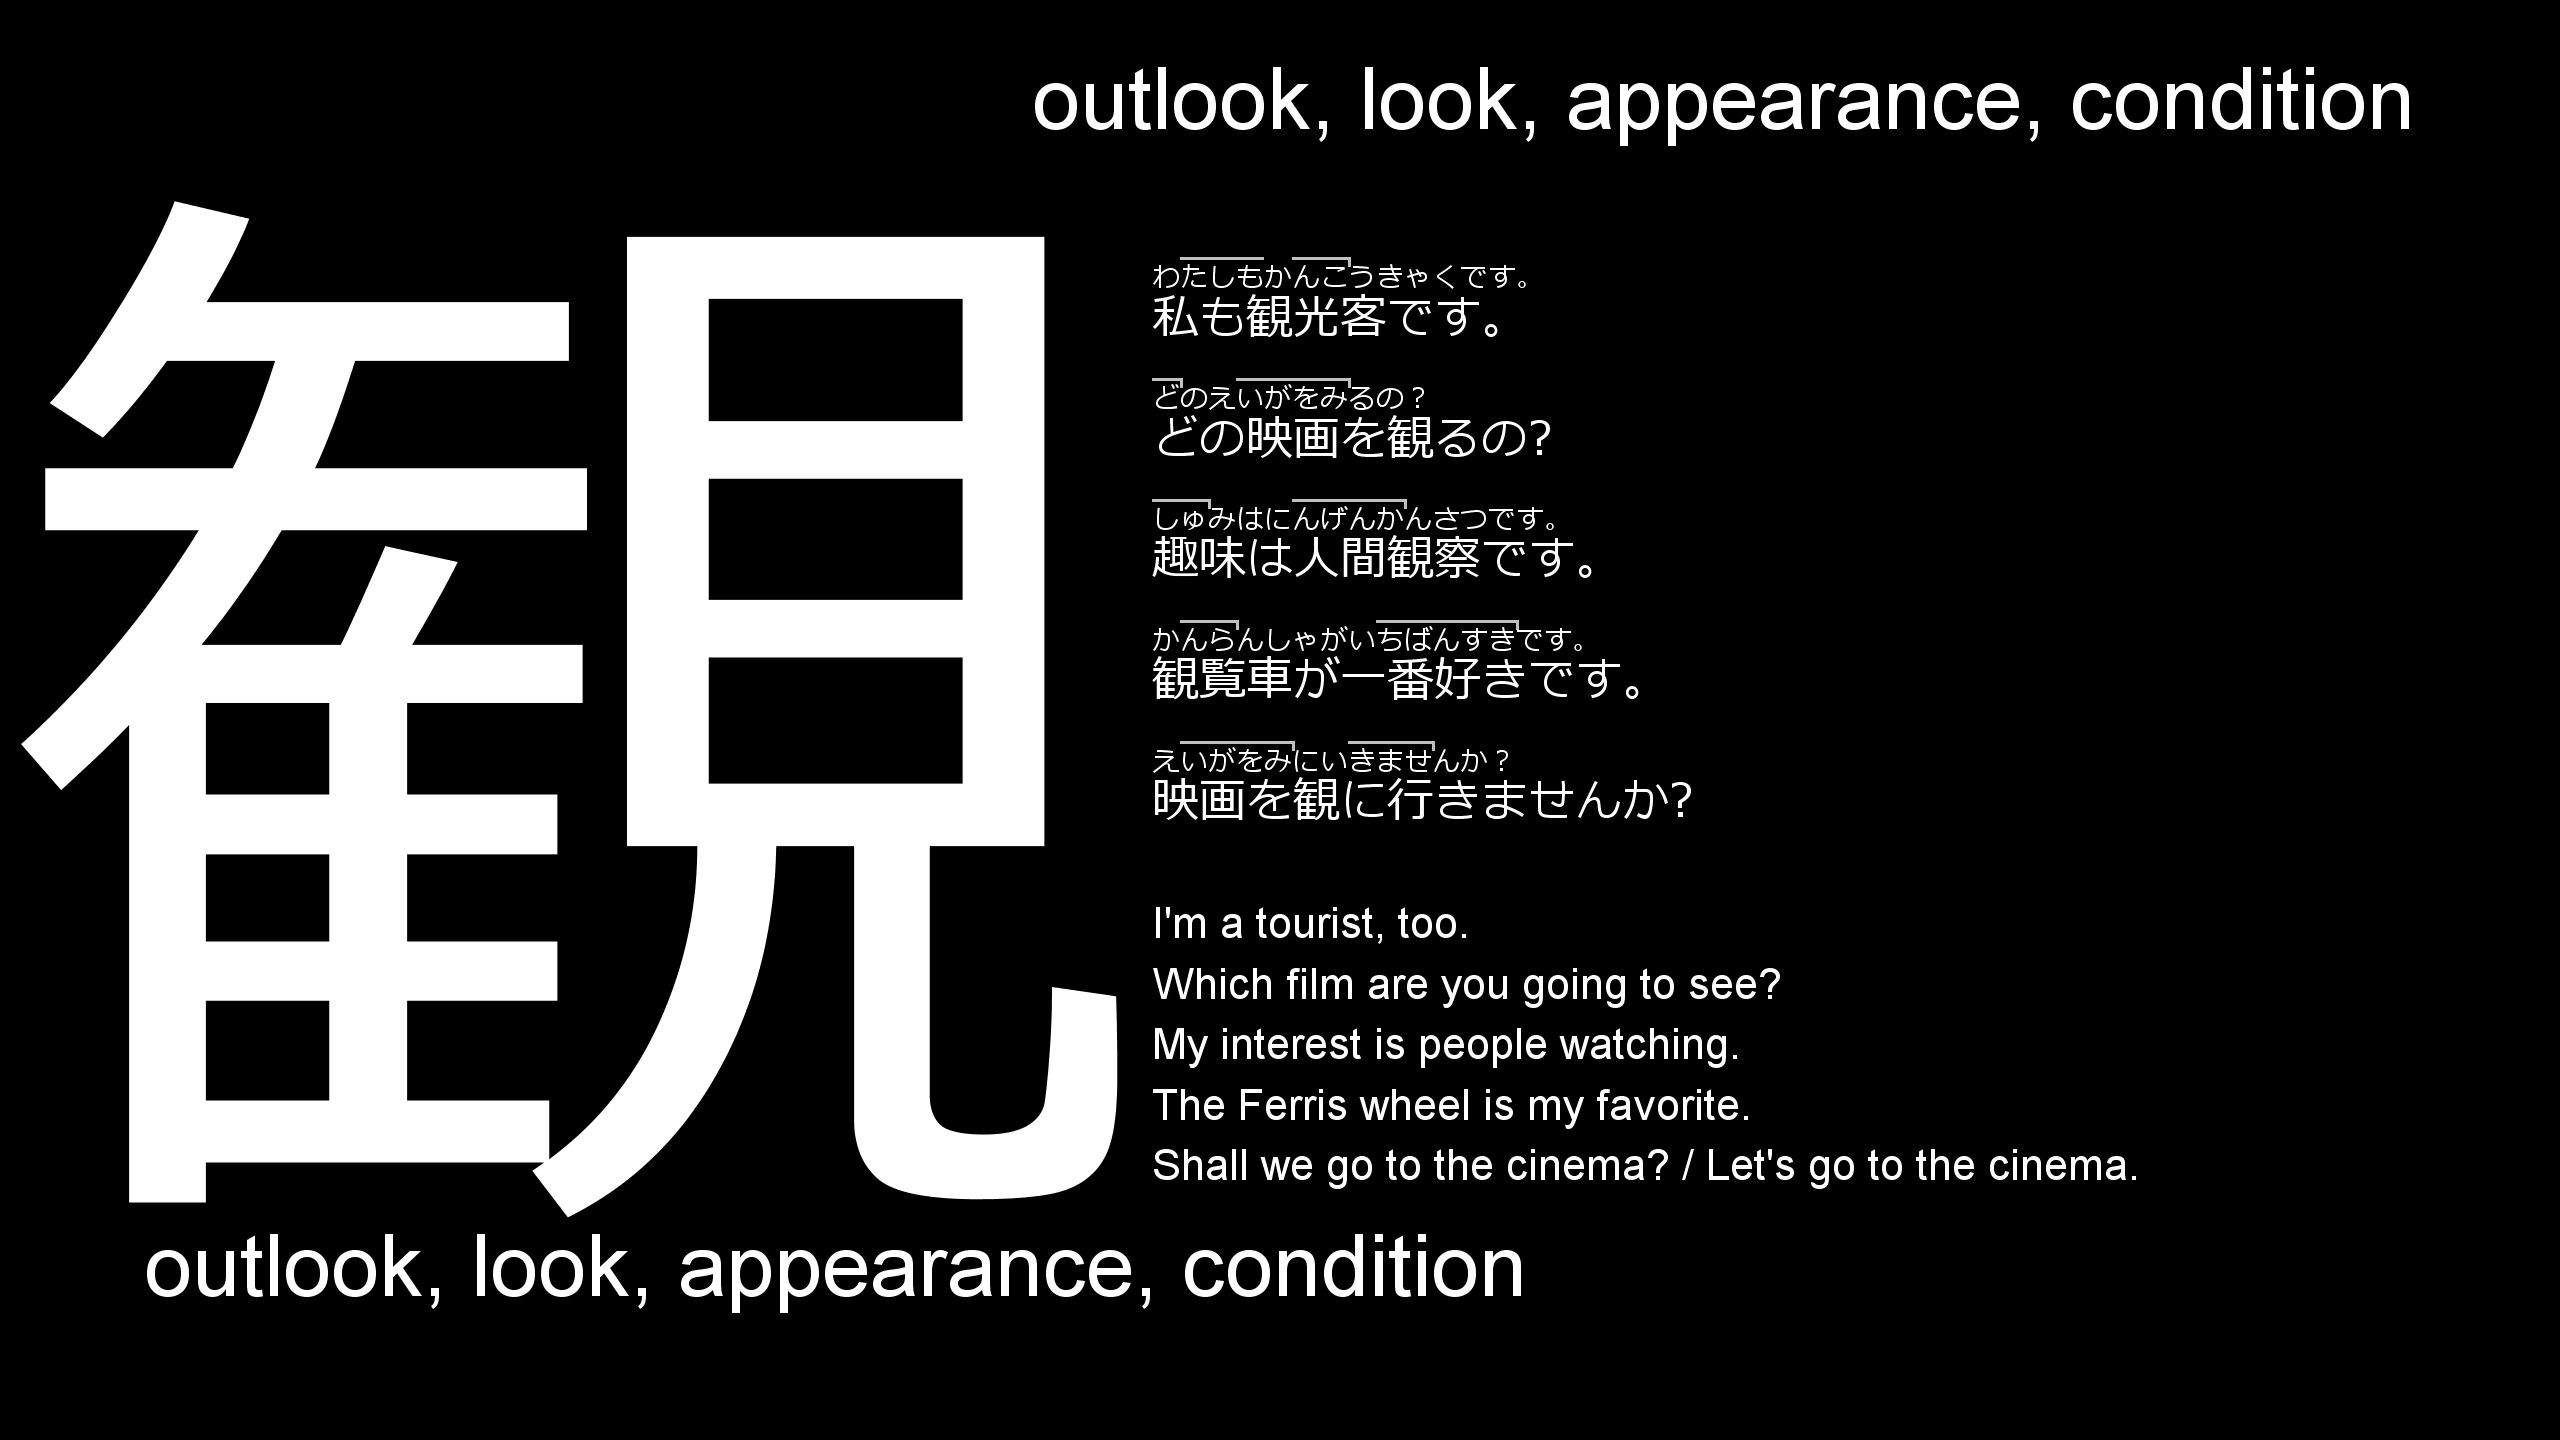 outlook, look, appearance, condition
観
わたしもかんこうきゃくです。
私も観光客です。
どのえいがをみるの？
どの映画を観るの?
しゅみはにんげんかんさつです。
趣味は人間観察です。
かんらんしゃがいちばんすきです。
観覧車が一番好きです。
えいがをみにいきませんか？
映画を観に行きませんか?
I'm a tourist, too.
Which film are you going to see?
My interest is people watching.
The Ferris wheel is my favorite.
Shall we go to the cinema? / Let's go to the cinema.
outlook, look, appearance, condition